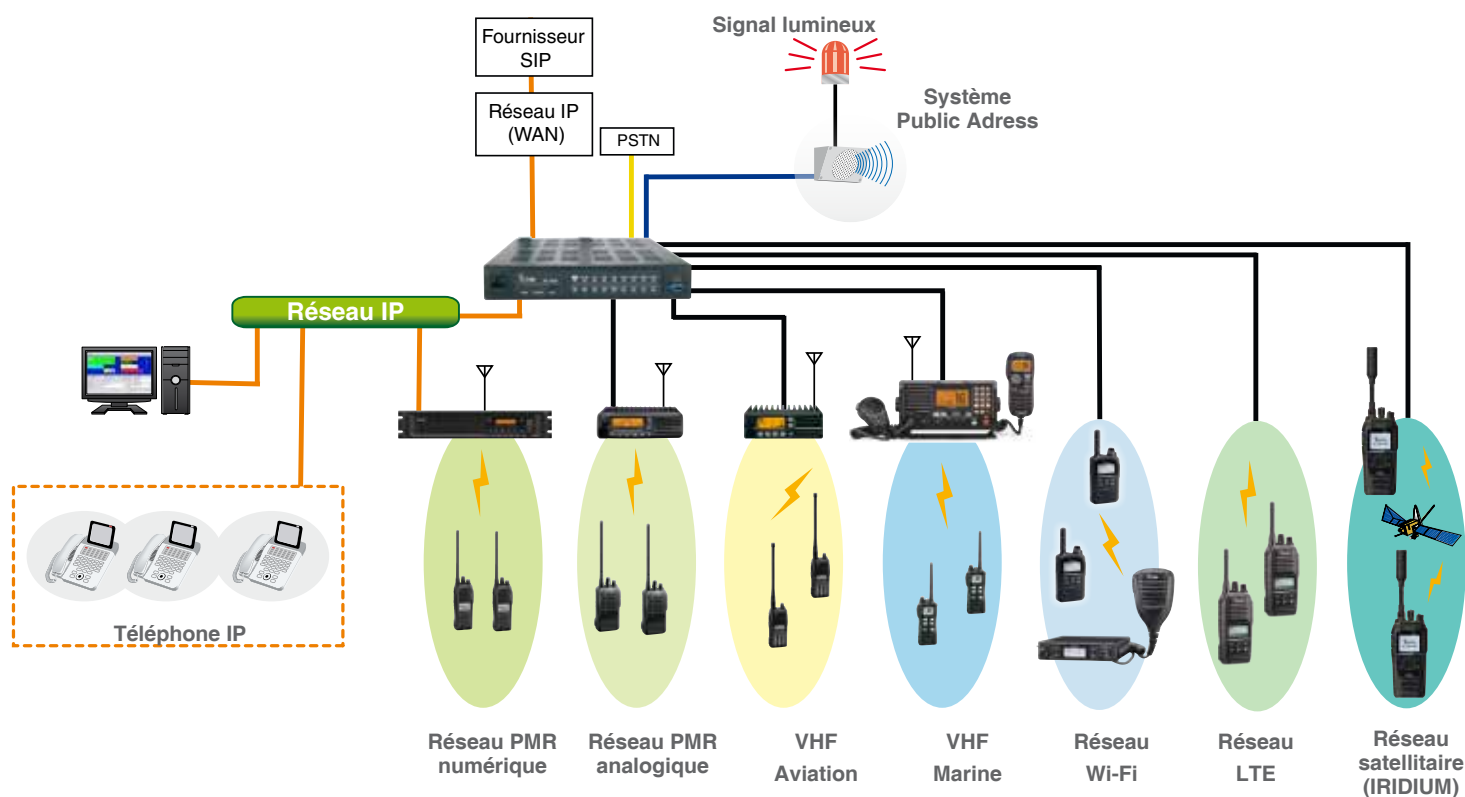 Signal lumineux
Fournisseur
SIP
Système
Public Adress
Réseau IP
(WAN)
PSTN
Réseau IP
Téléphone IP
Réseau PMR
numérique
Réseau PMR
analogique
VHF
Aviation
VHF
Marine
Réseau
Wi-Fi
Réseau
LTE
Réseau
satellitaire
(IRIDIUM)